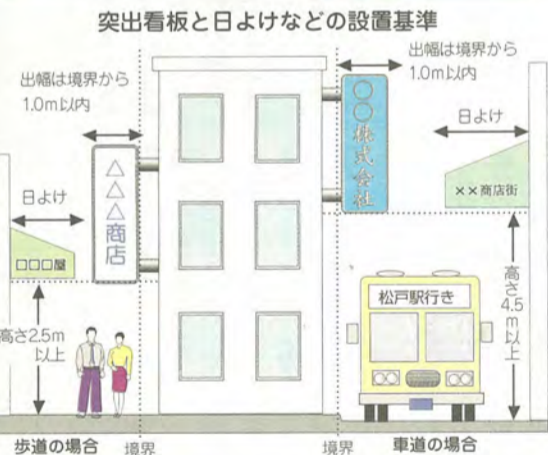 突出看板と日よけなどの設置基準
出幅は境界から
1.0m以内
出幅は境界から
1.0m以内
日よけ
日よけ
△△△商店
○○株式会社
××商店街
□□□屋
松戸駅行き
高さ2.5m
以上
高さ4.5m以上
歩道の場合
境界
境界
車道の場合